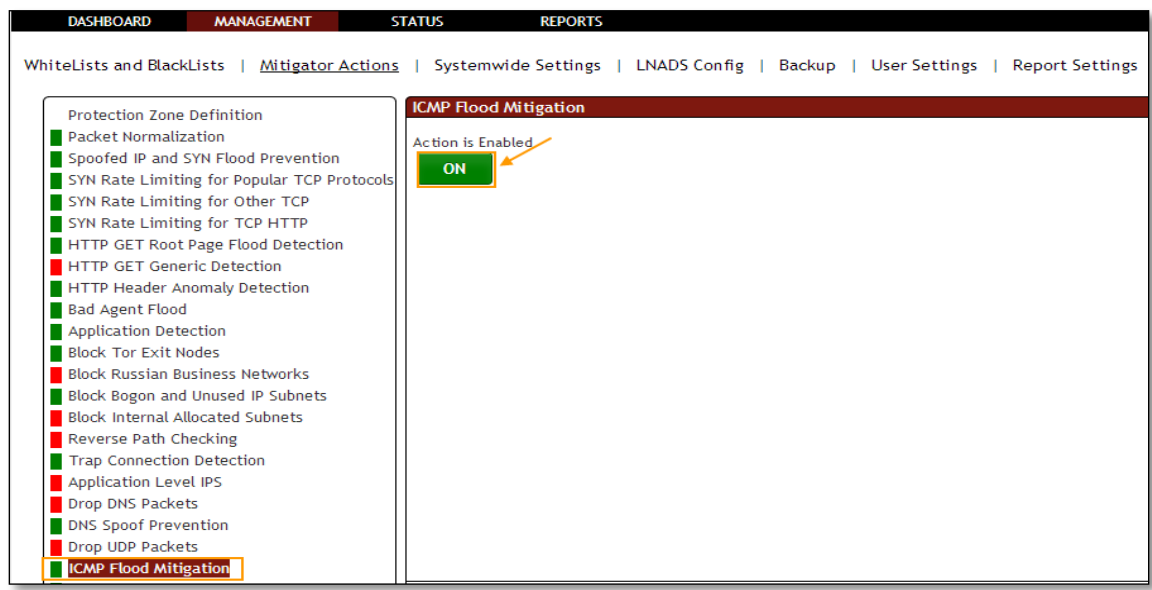 DASHBOARD MANAGEMENT STATUS REPORTS
WhiteLists and BlackLists | Mitigator Actions | Systemwide Settings | LNADS Config | Backup | User Settings | Report Settings
Protection Zone Definition
Packet Normalization
Spoofed IP and SYN Flood Prevention
SYN Rate Limiting for Popular TCP Protocols
SYN Rate Limiting for Other TCP
SYN Rate Limiting for TCP HTTP
HTTP GET Root Page Flood Detection
HTTP GET Generic Detection
HTTP Header Anomaly Detection
Bad Agent Flood
Application Detection
Block Tor Exit Nodes
Block Russian Business Networks
Block Bogon and Unused IP Subnets
Block Internal Allocated Subnets
Reverse Path Checking
Trap Connection Detection
Application Level IPS
Drop DNS Packets
DNS Spoof Prevention
Drop UDP Packets
ICMP Flood Mitigation
ICMP Flood Mitigation
Action is Enabled
ON